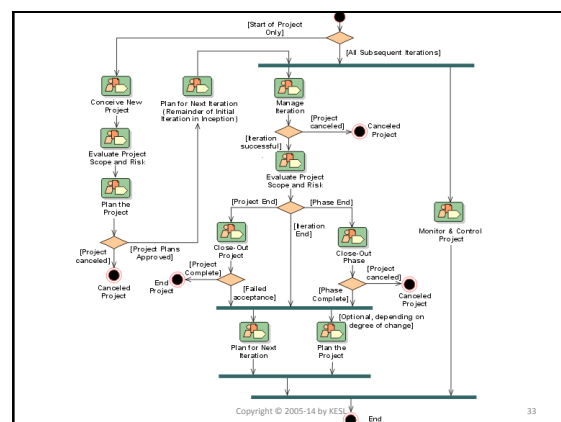 [Start of Project
Only]
[All Subsequent Iterations]
Conceive New
Project
Plan for Next Iteration
(Remainder of Initial
Iteration in Inception)
Manage
Iteration
[Project
canceled]
Canceled
Project
[Iteration
successful]
Evaluate Project
Scope and Risk
Evaluate Project
Scope and Risk
Plan the
Project
[Project End]
[Phase End]
[Iteration
End]
Monitor & Control
Project
[Project
canceled]
[Project Plans
Approved]
Canceled
Project
Close-Out
Project
Close-Out
Phase
[Project
Complete]
End
Project
[Failed
acceptance]
[Project
canceled]
[Phase
Complete]
Canceled
Project
[Optional, depending on
degree of change]
Plan for Next
Iteration
Plan the
Project
Copyright © 2005-14 by KESL
End
33